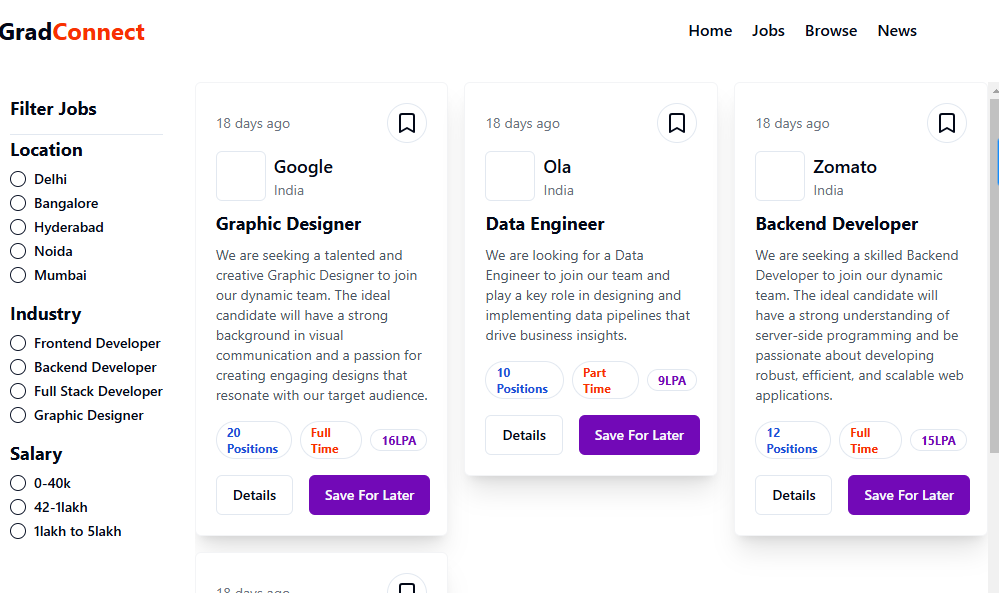 GradConnect
Home Jobs Browse News
Filter Jobs
Location
Delhi
Bangalore
Hyderabad
Noida
Mumbai
Industry
Frontend Developer
Backend Developer
Full Stack Developer
Graphic Designer
Salary
0-40k
42-1lakh
1lakh to 5lakh
18 days ago
Google
India
Graphic Designer
We are seeking a talented and
creative Graphic Designer to join
our dynamic team. The ideal
candidate will have a strong
background in visual
communication and a passion for
creating engaging designs that
resonate with our target audience.
20
Positions
Full
Time
16LPA
Details
Save For Later
18 days ago
Ola
India
Data Engineer
We are looking for a Data
Engineer to join our team and
play a key role in designing and
implementing data pipelines that
drive business insights.
10
Positions
Part
Time
9LPA
Details
Save For Later
18 days ago
Zomato
India
Backend Developer
We are seeking a skilled Backend
Developer to join our dynamic
team. The ideal candidate will
have a strong understanding of
server-side programming and be
passionate about developing
robust, efficient, and scalable web
applications.
12
Positions
Full
Time
15LPA
Details
Save For Later
18 days ago